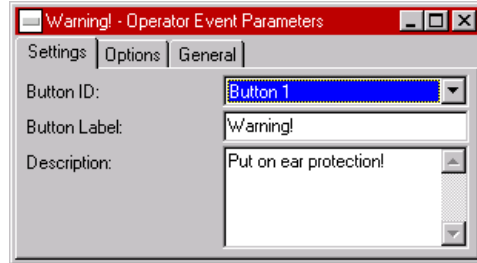 Warning! - Operator Event Parameters
Settings Options General
Button ID: Button 1
Button Label: Warning!
Description: Put on ear protection!